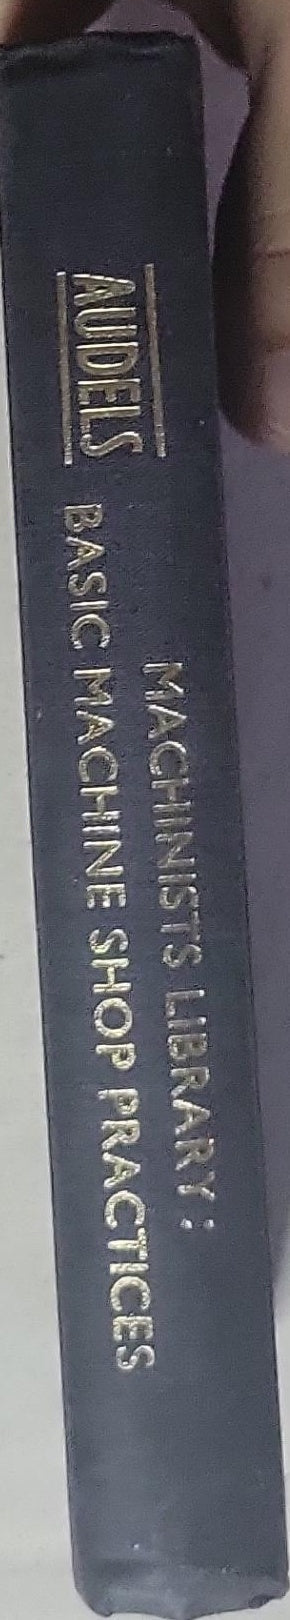 AUDELS
MACHINISTS LIBRARY:
BASIC MACHINE SHOP PRACTICES